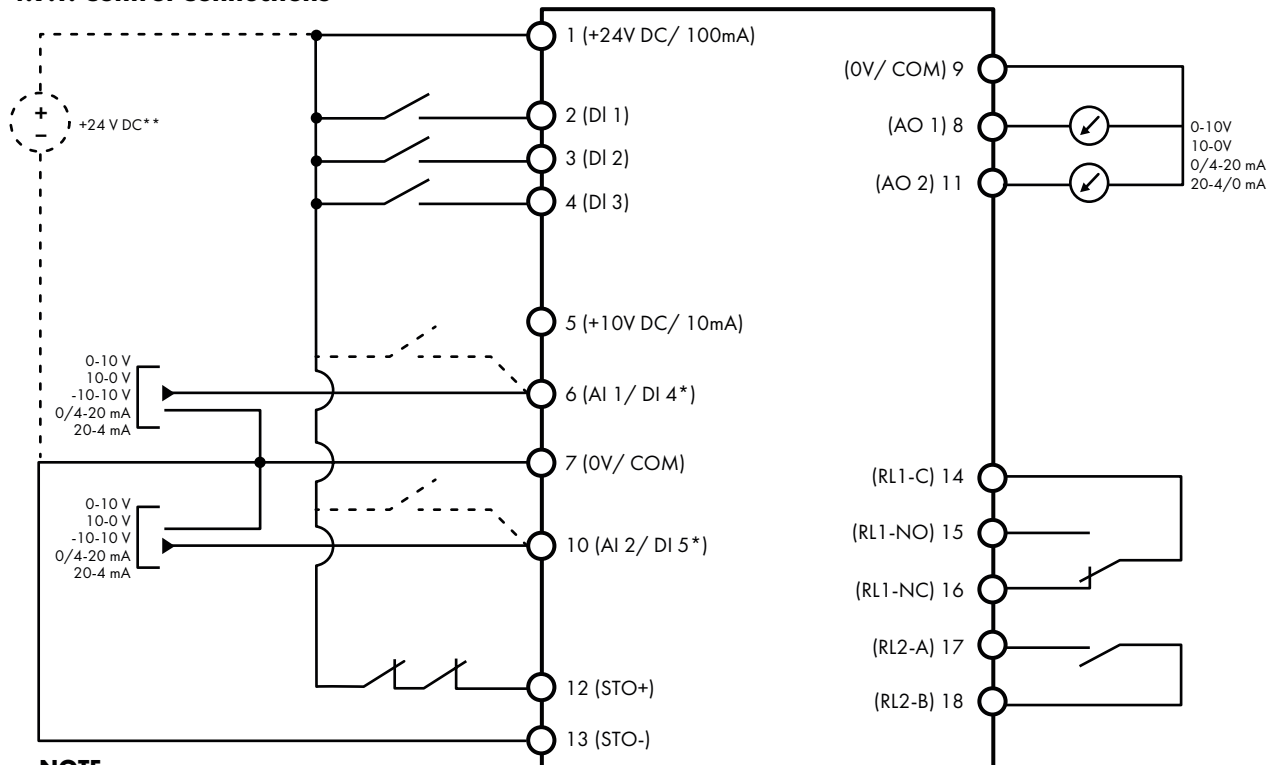 1 (+24V DC/ 100mA)
+24 V DC**
+
−
2 (DI 1)
3 (DI 2)
4 (DI 3)
5 (+10V DC/ 10mA)
0-10 V
10-0 V
-10-10 V
0/4-20 mA
20-4 mA
6 (AI 1/ DI 4*)
7 (0V/ COM)
0-10 V
10-0 V
-10-10 V
0/4-20 mA
20-4 mA
10 (AI 2/ DI 5*)
12 (STO+)
13 (STO-)
(0V/ COM) 9
(AO 1) 8
(AO 2) 11
0-10V
10-0V
0/4-20 mA
20-4/0 mA
(RL1-C) 14
(RL1-NO) 15
(RL1-NC) 16
(RL2-A) 17
(RL2-B) 18